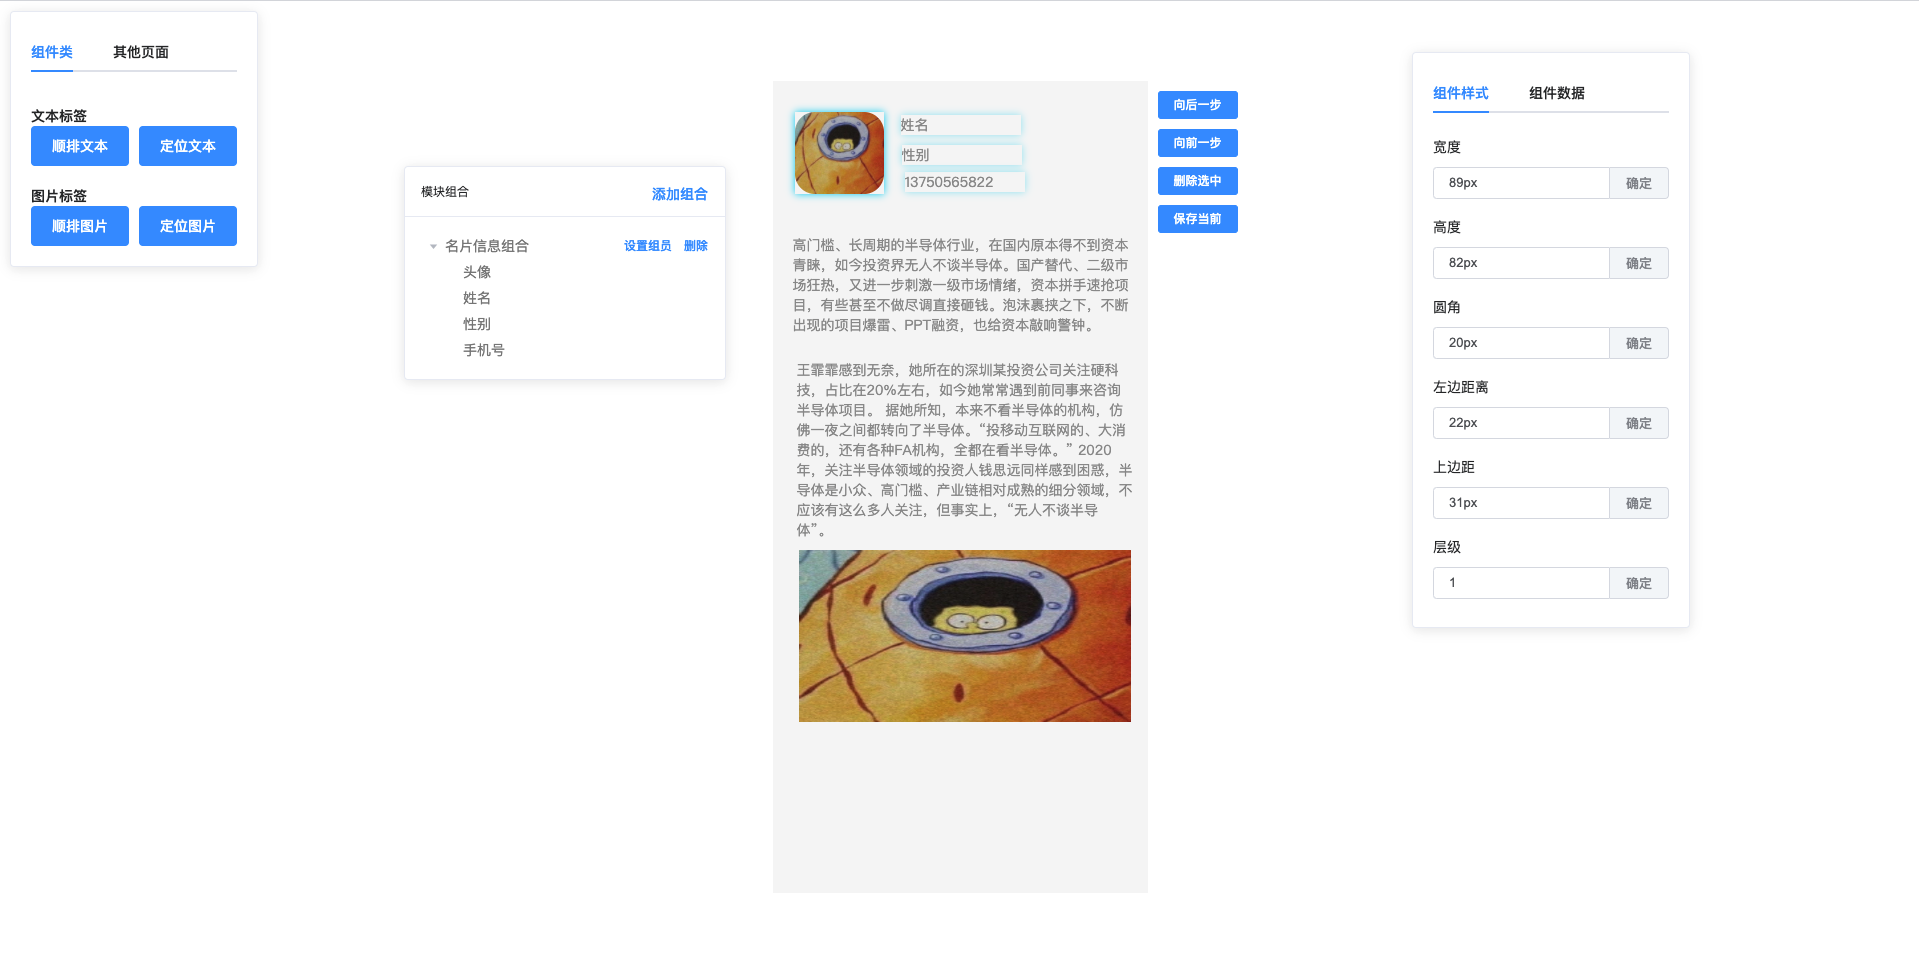 组件类 其他页面
文本标签
顺排文本 定位文本
图片标签
顺排图片 定位图片
模块组合 添加组合
名片信息组合 设置组员 删除
头像
姓名
性别
手机号
姓名
性别
13750565822
高门槛、长周期的半导体行业，在国内原本得不到资本
青睐，如今投资界无人不谈半导体。国产替代、二级市
场狂热，又进一步刺激一级市场情绪，资本拼手速抢项
目，有些甚至不做尽调直接砸钱。泡沫裹挟之下，不断
出现的项目爆雷、PPT融资，也给资本敲响警钟。
王霏霏感到无奈，她所在的深圳某投资公司关注硬科
技，占比在20%左右，如今她常常遇到前同事来咨询
半导体项目。 据她所知，本来不看半导体的机构，仿
佛一夜之间都转向了半导体。“投移动互联网的、大消
费的，还有各种FA机构，全都在看半导体。” 2020
年，关注半导体领域的投资人钱思远同样感到困惑，半
导体是小众、高门槛、产业链相对成熟的细分领域，不
应该有这么多人关注，但事实上，“无人不谈半导
体”。
向后一步
向前一步
删除选中
保存当前
组件样式 组件数据
宽度
89px 确定
高度
82px 确定
圆角
20px 确定
左边距离
22px 确定
上边距
31px 确定
层级
1 确定